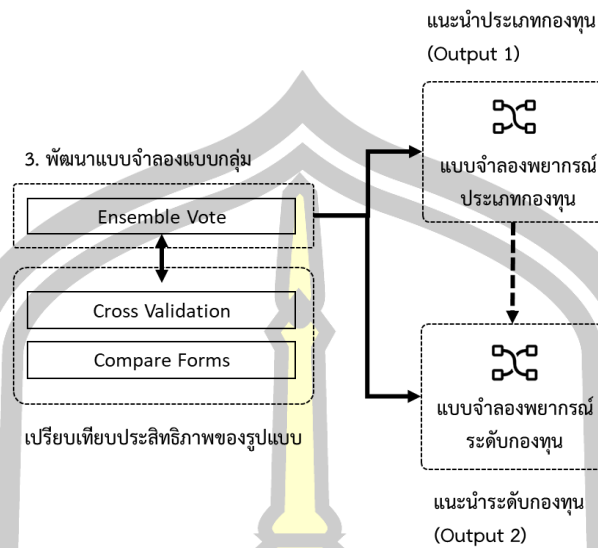 แนะนำประเภทกองทุน
(Output 1)
แบบจำลองพยากรณ์
ประเภทกองทุน
3. พัฒนาแบบจำลองแบบกลุ่ม
Ensemble Vote
Cross Validation
Compare Forms
เปรียบเทียบประสิทธิภาพของรูปแบบ
แบบจำลองพยากรณ์
ระดับกองทุน
แนะนำระดับกองทุน
(Output 2)